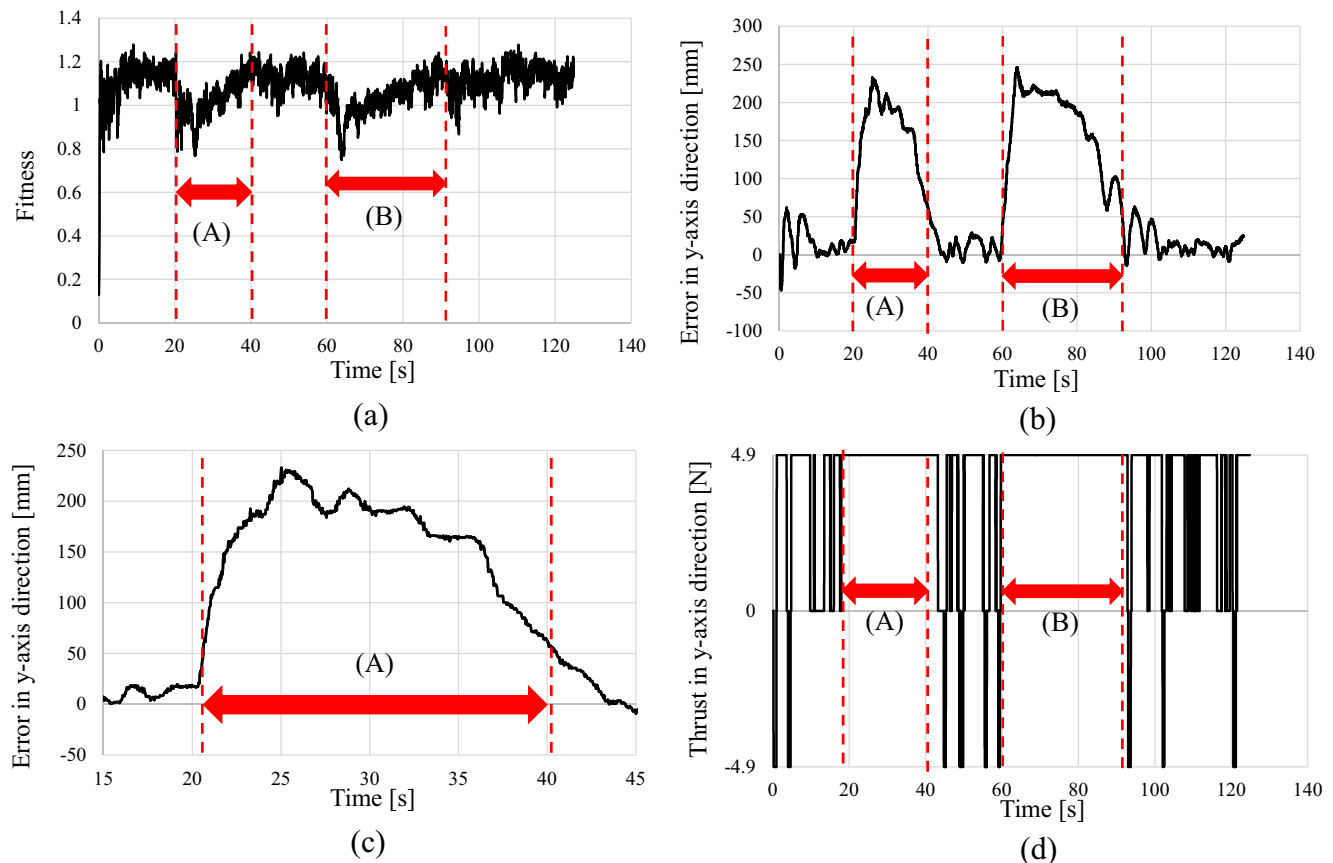 1.4
1.2
1
0.8
0.6
0.4
0.2
0
Fitness
(A)
(B)
0 20 40 60 80 100 120 140
Time [s]
(a)
300
250
200
150
100
50
0
-50
-100
Error in y-axis direction [mm]
(A)
(B)
0 20 40 60 80 100 120 140
Time [s]
(b)
250
200
150
100
50
0
-50
Error in y-axis direction [mm]
(A)
15 20 25 30 35 40 45
Time [s]
(c)
4.9
0
-4.9
Thrust in y-axis direction [N]
(A)
(B)
0 20 40 60 80 100 120 140
Time [s]
(d)